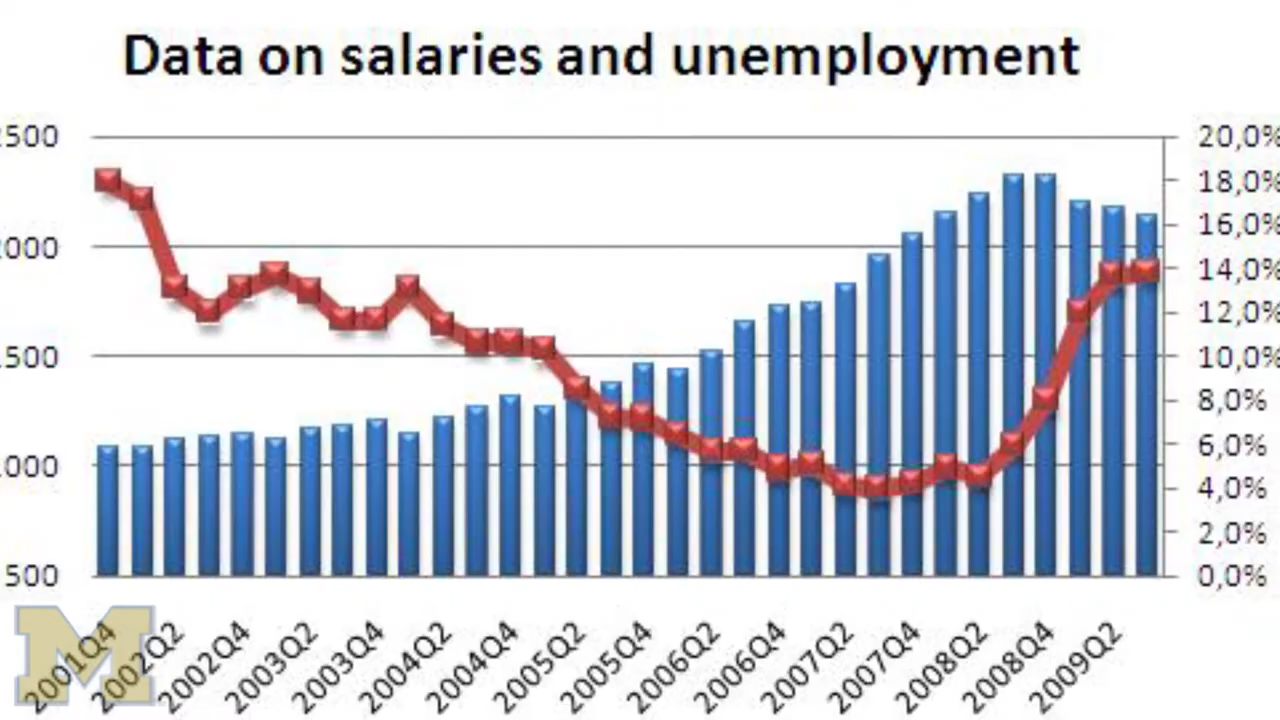 Data on salaries and unemployment
2500
2000
1500
1000
500
20,0%
18,0%
16,0%
14,0%
12,0%
10,0%
8,0%
6,0%
4,0%
2,0%
0,0%
2001Q4
2002Q2
2002Q4
2003Q2
2003Q4
2004Q2
2004Q4
2005Q2
2005Q4
2006Q2
2006Q4
2007Q2
2007Q4
2008Q2
2008Q4
2009Q2
M